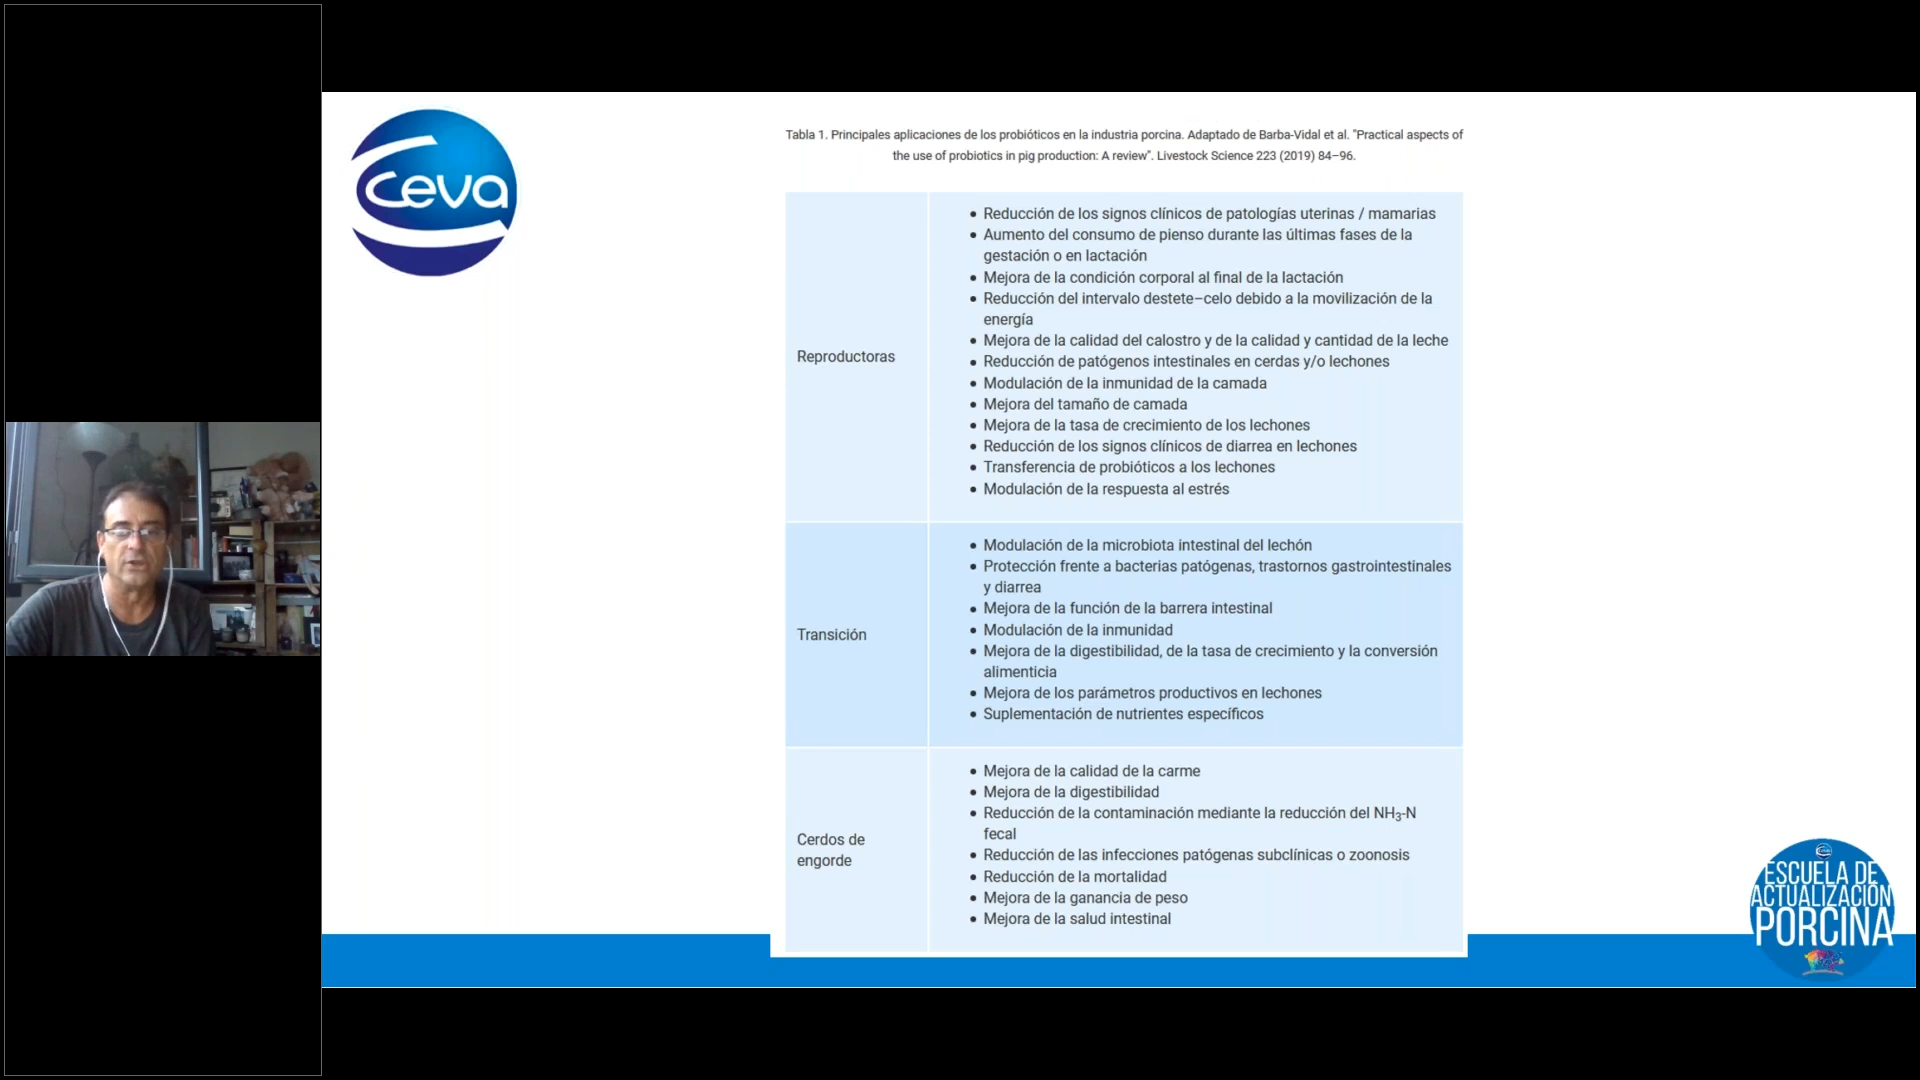 ceva
Tabla 1. Principales aplicaciones de los probióticos en la industria porcina. Adaptado de Barba-Vidal et al. "Practical aspects of
the use of probiotics in pig production: A review". Livestock Science 223 (2019) 84–96.
Reproductoras
• Reducción de los signos clínicos de patologías uterinas / mamarias
• Aumento del consumo de pienso durante las últimas fases de la
gestación o en lactación
• Mejora de la condición corporal al final de la lactación
• Reducción del intervalo destete–celo debido a la movilización de la
energía
• Mejora de la calidad del calostro y de la calidad y cantidad de la leche
• Reducción de patógenos intestinales en cerdas y/o lechones
• Modulación de la inmunidad de la camada
• Mejora del tamaño de camada
• Mejora de la tasa de crecimiento de los lechones
• Reducción de los signos clínicos de diarrea en lechones
• Transferencia de probióticos a los lechones
• Modulación de la respuesta al estrés
Transición
• Modulación de la microbiota intestinal del lechón
• Protección frente a bacterias patógenas, trastornos gastrointestinales
y diarrea
• Mejora de la función de la barrera intestinal
• Modulación de la inmunidad
• Mejora de la digestibilidad, de la tasa de crecimiento y la conversión
alimenticia
• Mejora de los parámetros productivos en lechones
• Suplementación de nutrientes específicos
Cerdos de
engorde
• Mejora de la calidad de la carme
• Mejora de la digestibilidad
• Reducción de la contaminación mediante la reducción del NH₃-N
fecal
• Reducción de las infecciones patógenas subclínicas o zoonosis
• Reducción de la mortalidad
• Mejora de la ganancia de peso
• Mejora de la salud intestinal
ESCUELA DE
ACTUALIZACIÓN
PORCINA